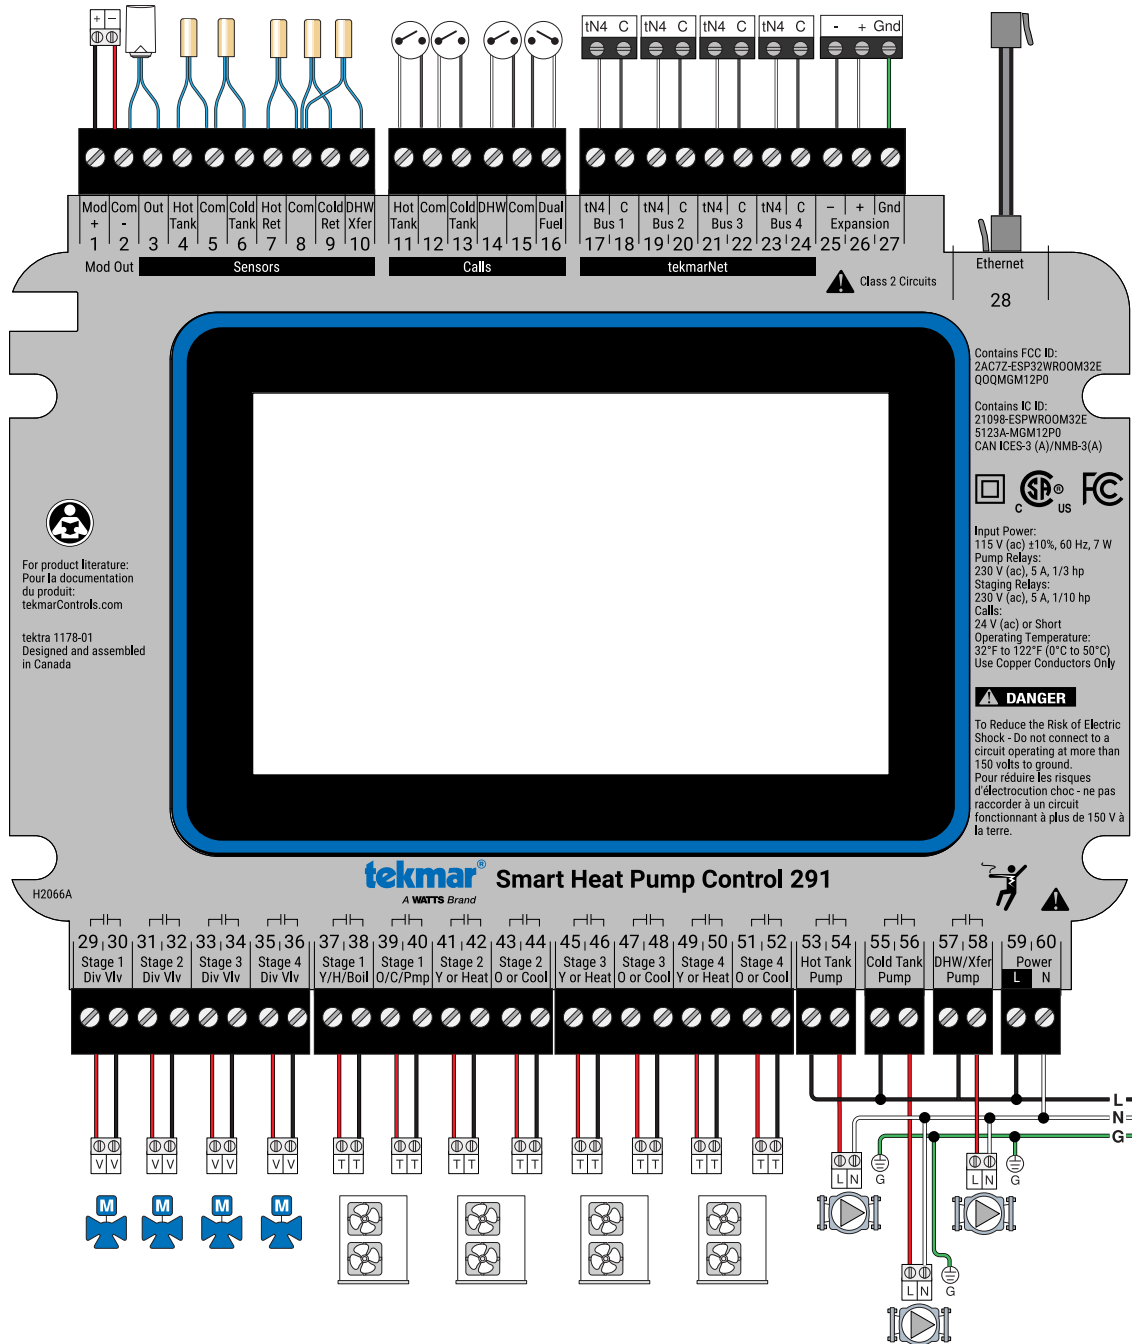 + −
tN4 C tN4 C tN4 C tN4 C - + Gnd
Mod Com Out Hot Com Cold Hot Com Cold DHW
+ - Tank Tank Ret Ret Xfer
1 2 3 4 5 6 7 8 9 10
Mod Out Sensors
Hot Com Cold DHW Com Dual
Tank Tank Fuel
11 12 13 14 15 16
Calls
tN4 C tN4 C tN4 C tN4 C − + Gnd
Bus 1 Bus 2 Bus 3 Bus 4 Expansion
17 18 19 20 21 22 23 24 25 26 27
tekmarNet
Class 2 Circuits
Ethernet
28
Contains FCC ID:
2AC7Z-ESP32WROOM32E
QOQMGM12P0
Contains IC ID:
21098-ESPWROOM32E
5123A-MGM12P0
CAN ICES-3 (A)/NMB-3(A)
C SA ® US FC
Input Power:
115 V (ac) ±10%, 60 Hz, 7 W
Pump Relays:
230 V (ac), 5 A, 1/3 hp
Staging Relays:
230 V (ac), 5 A, 1/10 hp
Calls:
24 V (ac) or Short
Operating Temperature:
32°F to 122°F (0°C to 50°C)
Use Copper Conductors Only
DANGER
To Reduce the Risk of Electric
Shock - Do not connect to a
circuit operating at more than
150 volts to ground.
Pour réduire les risques
d'électrocution choc - ne pas
raccorder à un circuit
fonctionnant à plus de 150 V à
la terre.
For product literature:
Pour la documentation
du produit:
tekmarControls.com
tektra 1178-01
Designed and assembled
in Canada
H2066A
tekmar® Smart Heat Pump Control 291
A WATTS Brand
29 30 31 32 33 34 35 36 37 38 39 40 41 42 43 44 45 46 47 48 49 50 51 52 53 54 55 56 57 58 59 60
Stage 1 Stage 2 Stage 3 Stage 4 Stage 1 Stage 1 Stage 2 Stage 2 Stage 3 Stage 3 Stage 4 Stage 4 Hot Tank Cold Tank DHW/Xfer Power
Div Vlv Div Vlv Div Vlv Div Vlv Y/H/Boil O/C/Pmp Y or Heat O or Cool Y or Heat O or Cool Y or Heat O or Cool Pump Pump Pump L N
L
N
G
V V V V V V V V T T T T T T T T T T T T T T T T
L N G L N G
M M M M
L N G